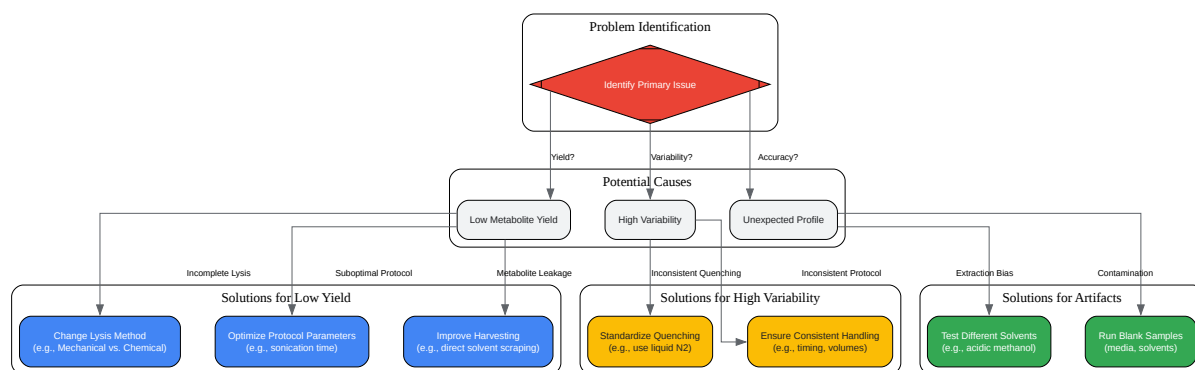 Problem Identification
Identify Primary Issue
Yield?
Variability?
Accuracy?
Potential Causes
Low Metabolite Yield
High Variability
Unexpected Profile
Incomplete Lysis
Suboptimal Protocol
Metabolite Leakage
Inconsistent Quenching
Inconsistent Protocol
Extraction Bias
Contamination
Solutions for Low Yield
Change Lysis Method
(e.g., Mechanical vs. Chemical)
Optimize Protocol Parameters
(e.g., sonication time)
Improve Harvesting
(e.g., direct solvent scraping)
Solutions for High Variability
Standardize Quenching
(e.g., use liquid N2)
Ensure Consistent Handling
(e.g., timing, volumes)
Solutions for Artifacts
Test Different Solvents
(e.g., acidic methanol)
Run Blank Samples
(media, solvents)